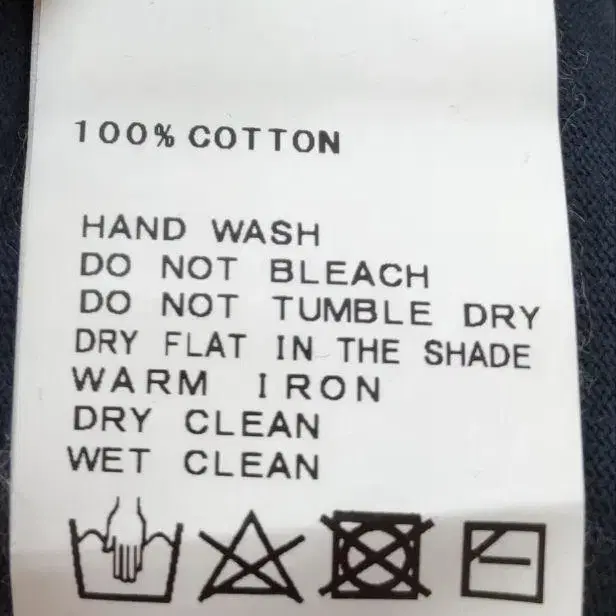 100% COTTON
HAND WASH
DO NOT BLEACH
DO NOT TUMBLE DRY
DRY FLAT IN THE SHADE
WARM IRON
DRY CLEAN
WET CLEAN